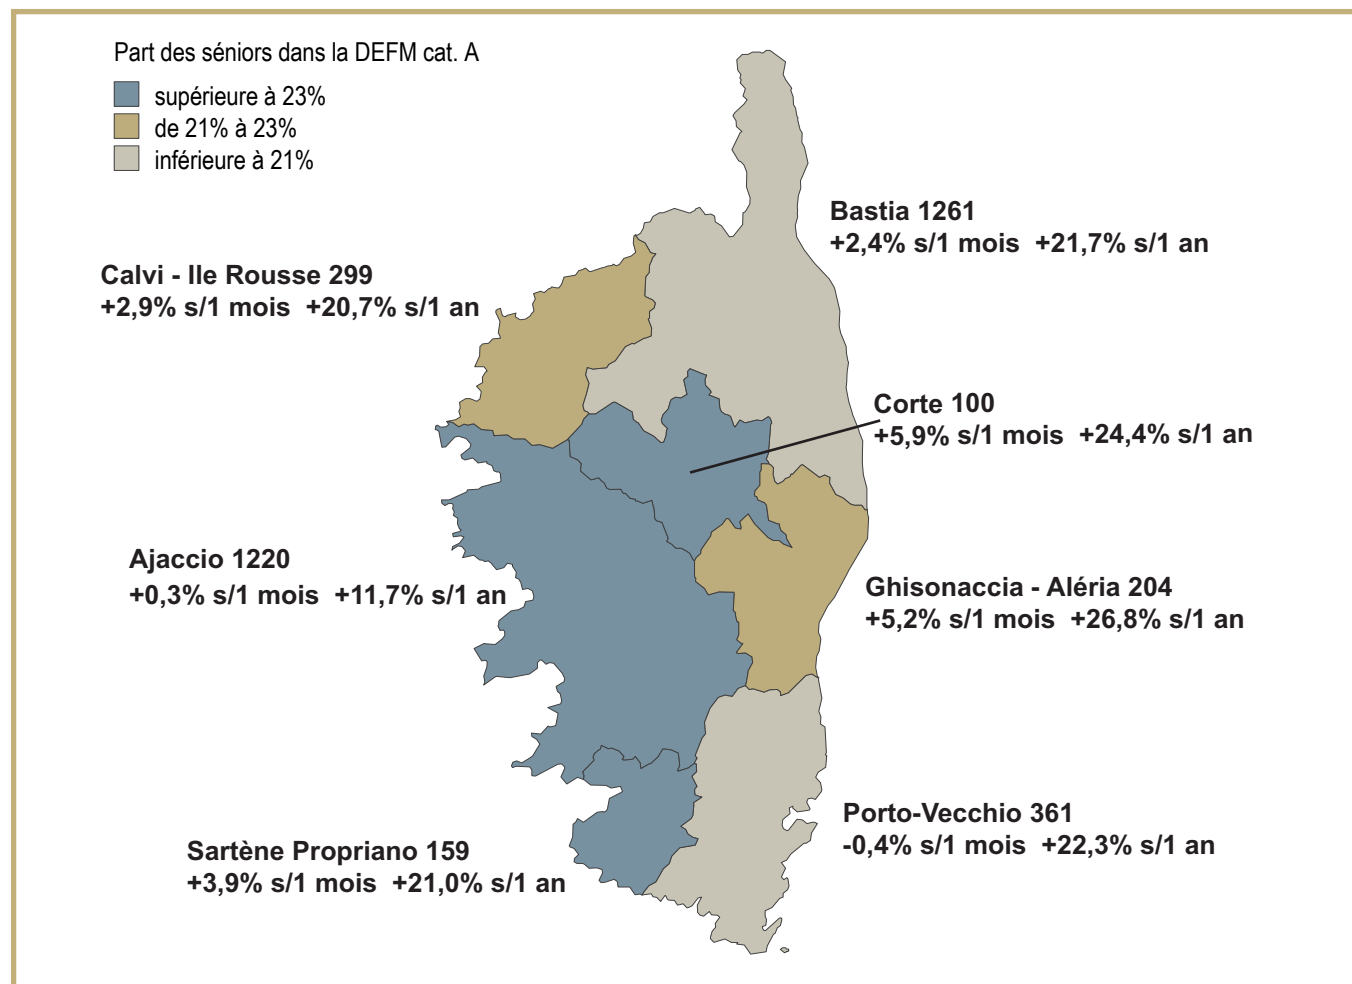 Part des séniors dans la DEFM cat. A
supérieure à 23%
de 21% à 23%
inférieure à 21%
Bastia 1261
+2,4% s/1 mois +21,7% s/1 an
Calvi - Ile Rousse 299
+2,9% s/1 mois +20,7% s/1 an
Corte 100
+5,9% s/1 mois +24,4% s/1 an
Ajaccio 1220
+0,3% s/1 mois +11,7% s/1 an
Ghisonaccia - Aléria 204
+5,2% s/1 mois +26,8% s/1 an
Porto-Vecchio 361
-0,4% s/1 mois +22,3% s/1 an
Sartène Propriano 159
+3,9% s/1 mois +21,0% s/1 an